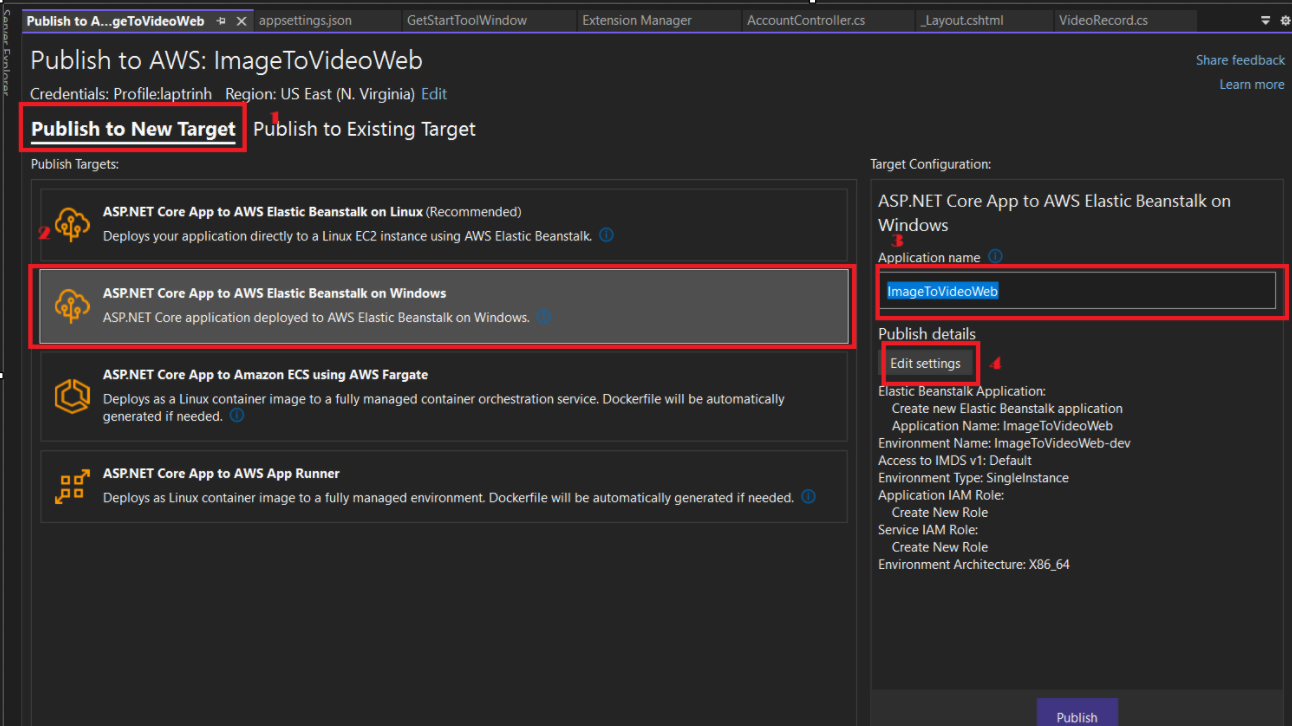 Server Explorer
Publish to A...geToVideoWeb
appsettings.json
GetStartToolWindow
Extension Manager
AccountController.cs
_Layout.cshtml
VideoRecord.cs
Publish to AWS: ImageToVideoWeb
Share feedback
Learn more
Credentials: Profile:laptrinh Region: US East (N. Virginia) Edit
1
Publish to New Target
Publish to Existing Target
Publish Targets:
2
ASP.NET Core App to AWS Elastic Beanstalk on Linux (Recommended)
Deploys your application directly to a Linux EC2 instance using AWS Elastic Beanstalk.
ASP.NET Core App to AWS Elastic Beanstalk on Windows
ASP.NET Core application deployed to AWS Elastic Beanstalk on Windows.
ASP.NET Core App to Amazon ECS using AWS Fargate
Deploys as a Linux container image to a fully managed container orchestration service. Dockerfile will be automatically
generated if needed.
ASP.NET Core App to AWS App Runner
Deploys as Linux container image to a fully managed environment. Dockerfile will be automatically generated if needed.
Target Configuration:
ASP.NET Core App to AWS Elastic Beanstalk on
Windows
3
Application name
ImageToVideoWeb
Publish details
Edit settings
4
Elastic Beanstalk Application:
Create new Elastic Beanstalk application
Application Name: ImageToVideoWeb
Environment Name: ImageToVideoWeb-dev
Access to IMDS v1: Default
Environment Type: SingleInstance
Application IAM Role:
Create New Role
Service IAM Role:
Create New Role
Environment Architecture: X86_64
Publish